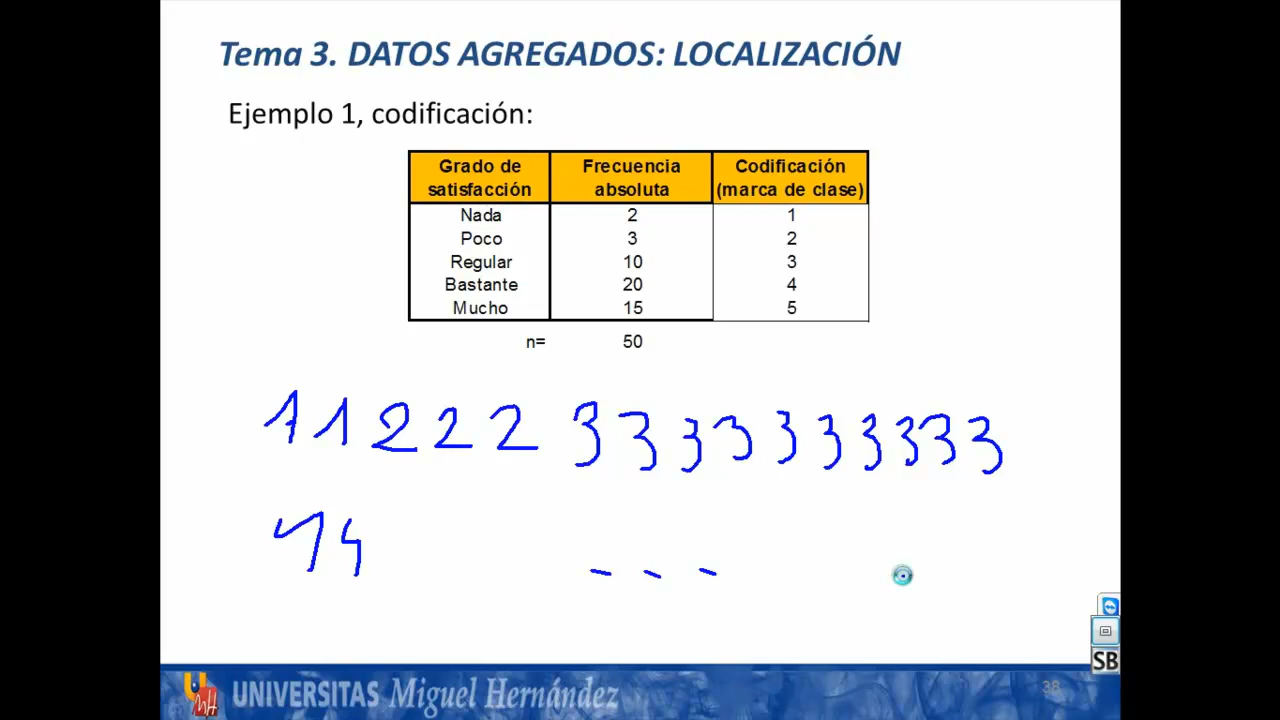 Tema 3. DATOS AGREGADOS: LOCALIZACIÓN
Ejemplo 1, codificación:
Grado de satisfacción Frecuencia absoluta Codificación (marca de clase)
Nada 2 1
Poco 3 2
Regular 10 3
Bastante 20 4
Mucho 15 5
n= 50
1 1 2 2 2 3 3 3 3 3 3 3 3 3 3
4 4 - - -
SB
UNIVERSITAS Miguel Hernández
38